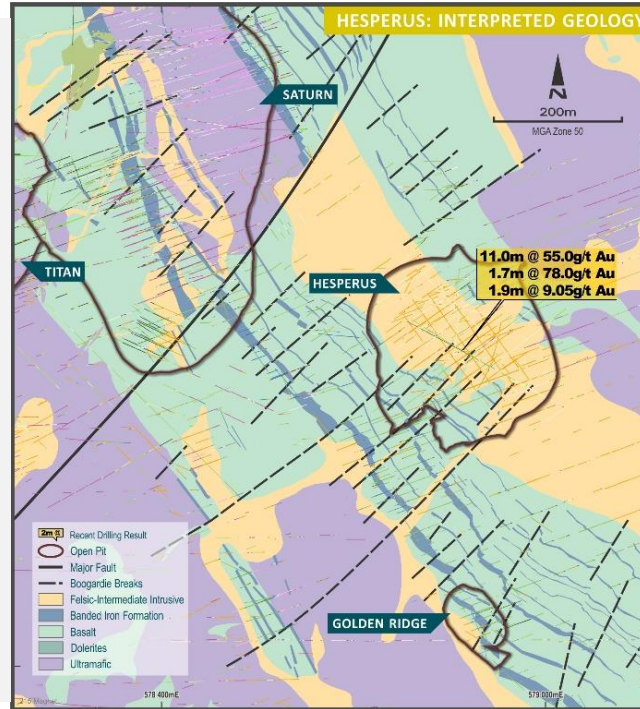 HESPERUS: INTERPRETED GEOLOGY
SATURN
N
200m
MGA Zone 50
TITAN
HESPERUS
11.0m @ 55.0g/t Au
1.7m @ 78.0g/t Au
1.9m @ 9.05g/t Au
Recent Drilling Result
Open Pit
Major Fault
Boogardie Breaks
Felsic-Intermediate Intrusive
Banded Iron Formation
Basalt
Dolerites
Ultramafic
GOLDEN RIDGE
578 400mE
579 000mE